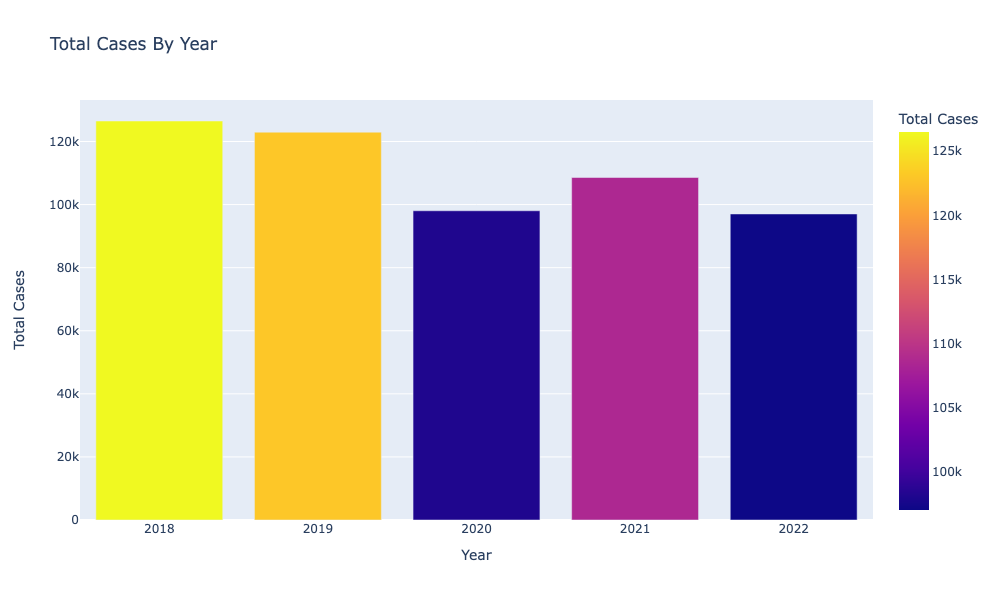 Total Cases By Year
Total Cases
120k
100k
80k
60k
40k
20k
0
2018 2019 2020 2021 2022
Year
Total Cases
125k
120k
115k
110k
105k
100k